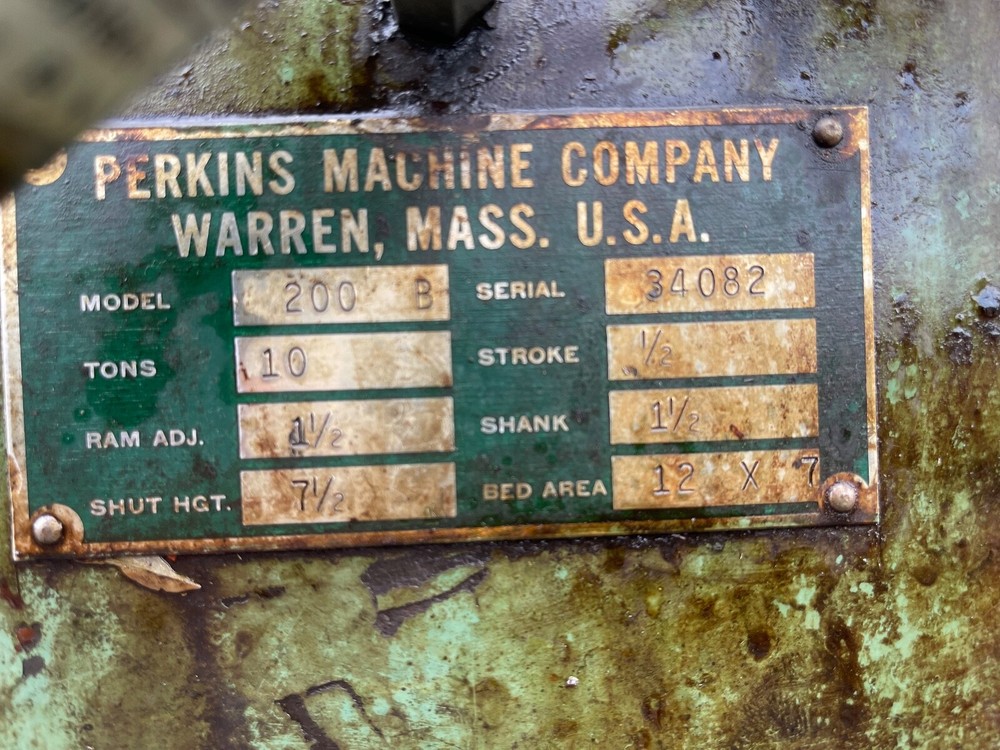 PERKINS MACHINE COMPANY
WARREN, MASS. U.S.A.
MODEL 200 B SERIAL 34082
TONS 10 STROKE 1/2
RAM ADJ. 1 1/2 SHANK 1 1/2
SHUT HGT. 7 1/2 BED AREA 12 X 7